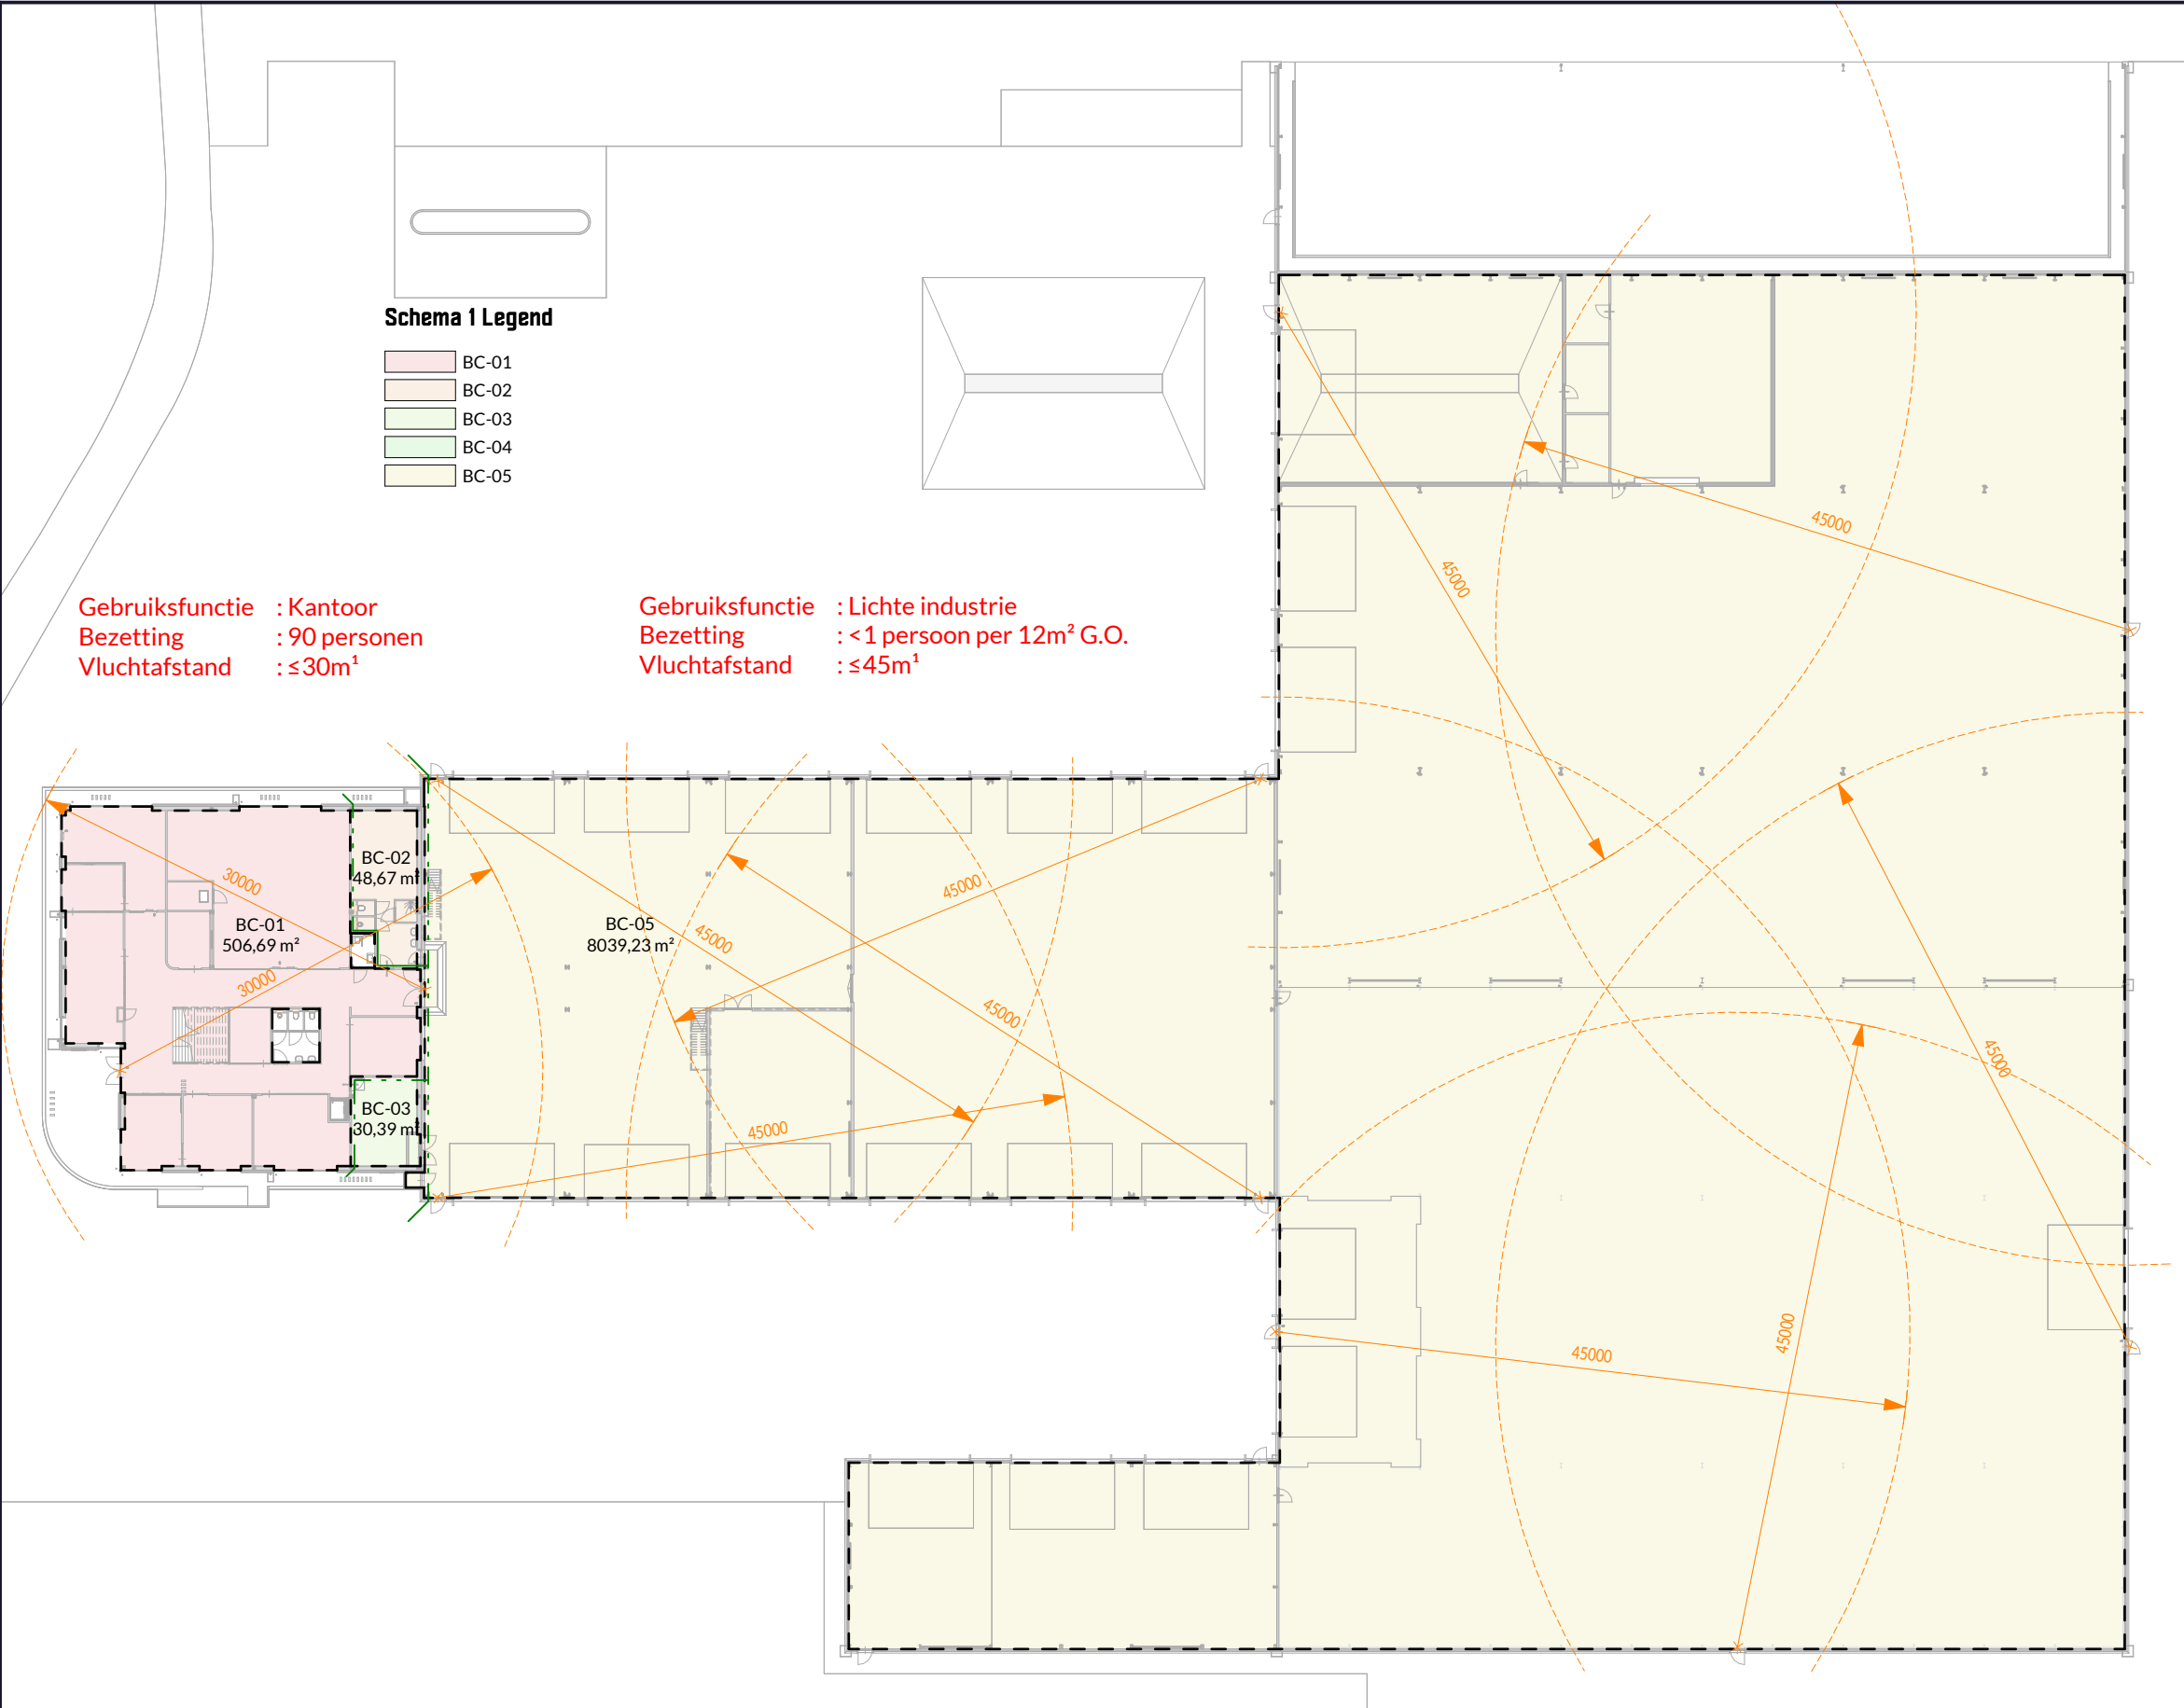 Schema 1 Legend
BC-01
BC-02
BC-03
BC-04
BC-05
Gebruiksfunctie : Kantoor
Bezetting : 90 personen
Vluchtafstand : ≤30m¹
Gebruiksfunctie : Lichte industrie
Bezetting : <1 persoon per 12m² G.O.
Vluchtafstand : ≤45m¹
45000
45000
BC-02
48,67 m²
30000
45000
BC-01
506,69 m²
BC-05
8039,23 m²
45000
30000
45000
45000
BC-03
30,39 m²
45000
45000
45000